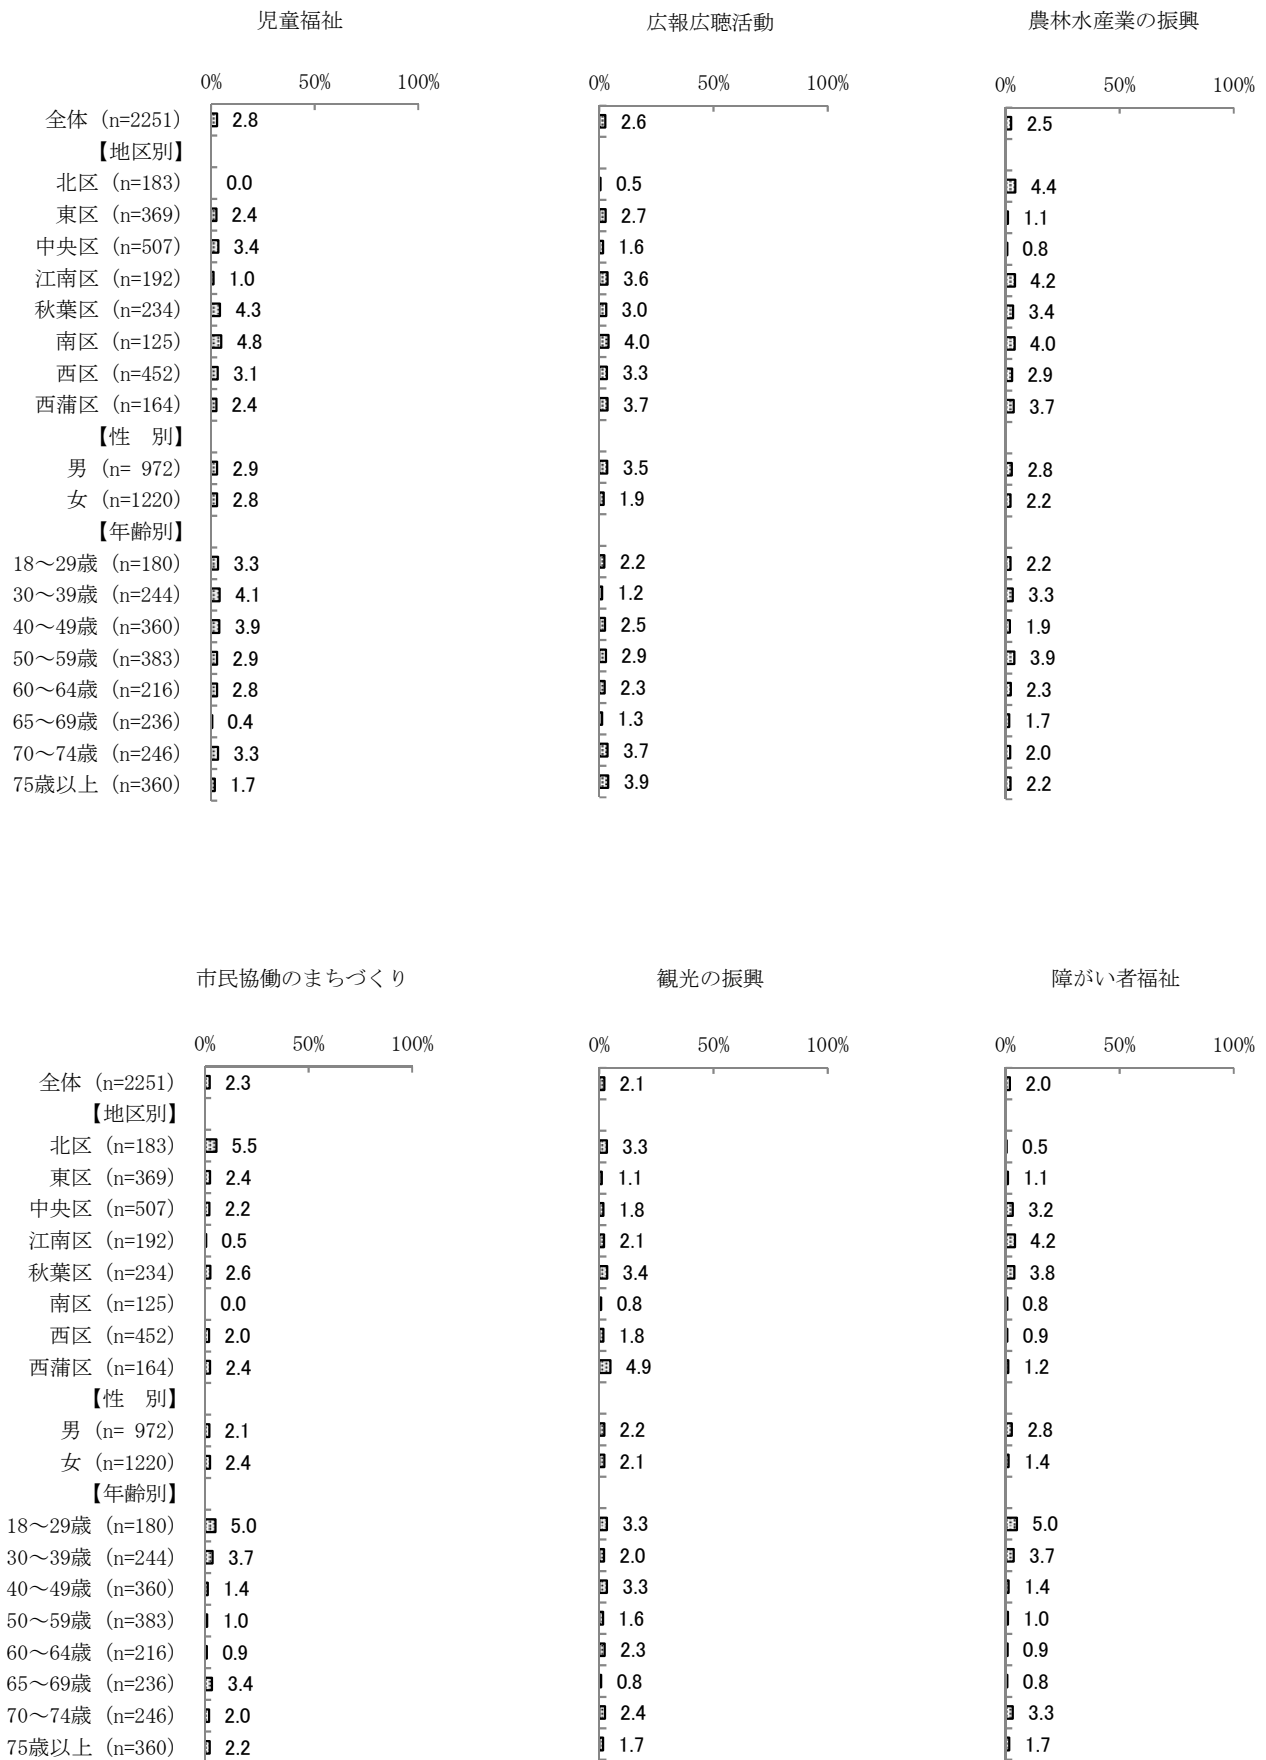 児童福祉 広報広聴活動 農林水産業の振興
0% 50% 100% 0% 50% 100% 0% 50% 100%
全体 (n=2251) 2.8 2.6 2.5
【地区別】
北区 (n=183) 0.0 0.5 4.4
東区 (n=369) 2.4 2.7 1.1
中央区 (n=507) 3.4 1.6 0.8
江南区 (n=192) 1.0 3.6 4.2
秋葉区 (n=234) 4.3 3.0 3.4
南区 (n=125) 4.8 4.0 4.0
西区 (n=452) 3.1 3.3 2.9
西蒲区 (n=164) 2.4 3.7 3.7
【性　別】
男 (n= 972) 2.9 3.5 2.8
女 (n=1220) 2.8 1.9 2.2
【年齢別】
18～29歳 (n=180) 3.3 2.2 2.2
30～39歳 (n=244) 4.1 1.2 3.3
40～49歳 (n=360) 3.9 2.5 1.9
50～59歳 (n=383) 2.9 2.9 3.9
60～64歳 (n=216) 2.8 2.3 2.3
65～69歳 (n=236) 0.4 1.3 1.7
70～74歳 (n=246) 3.3 3.7 2.0
75歳以上 (n=360) 1.7 3.9 2.2
市民協働のまちづくり 観光の振興 障がい者福祉
0% 50% 100% 0% 50% 100% 0% 50% 100%
全体 (n=2251) 2.3 2.1 2.0
【地区別】
北区 (n=183) 5.5 3.3 0.5
東区 (n=369) 2.4 1.1 1.1
中央区 (n=507) 2.2 1.8 3.2
江南区 (n=192) 0.5 2.1 4.2
秋葉区 (n=234) 2.6 3.4 3.8
南区 (n=125) 0.0 0.8 0.8
西区 (n=452) 2.0 1.8 0.9
西蒲区 (n=164) 2.4 4.9 1.2
【性　別】
男 (n= 972) 2.1 2.2 2.8
女 (n=1220) 2.4 2.1 1.4
【年齢別】
18～29歳 (n=180) 5.0 3.3 5.0
30～39歳 (n=244) 3.7 2.0 3.7
40～49歳 (n=360) 1.4 3.3 1.4
50～59歳 (n=383) 1.0 1.6 1.0
60～64歳 (n=216) 0.9 2.3 0.9
65～69歳 (n=236) 3.4 0.8 0.8
70～74歳 (n=246) 2.0 2.4 3.3
75歳以上 (n=360) 2.2 1.7 1.7